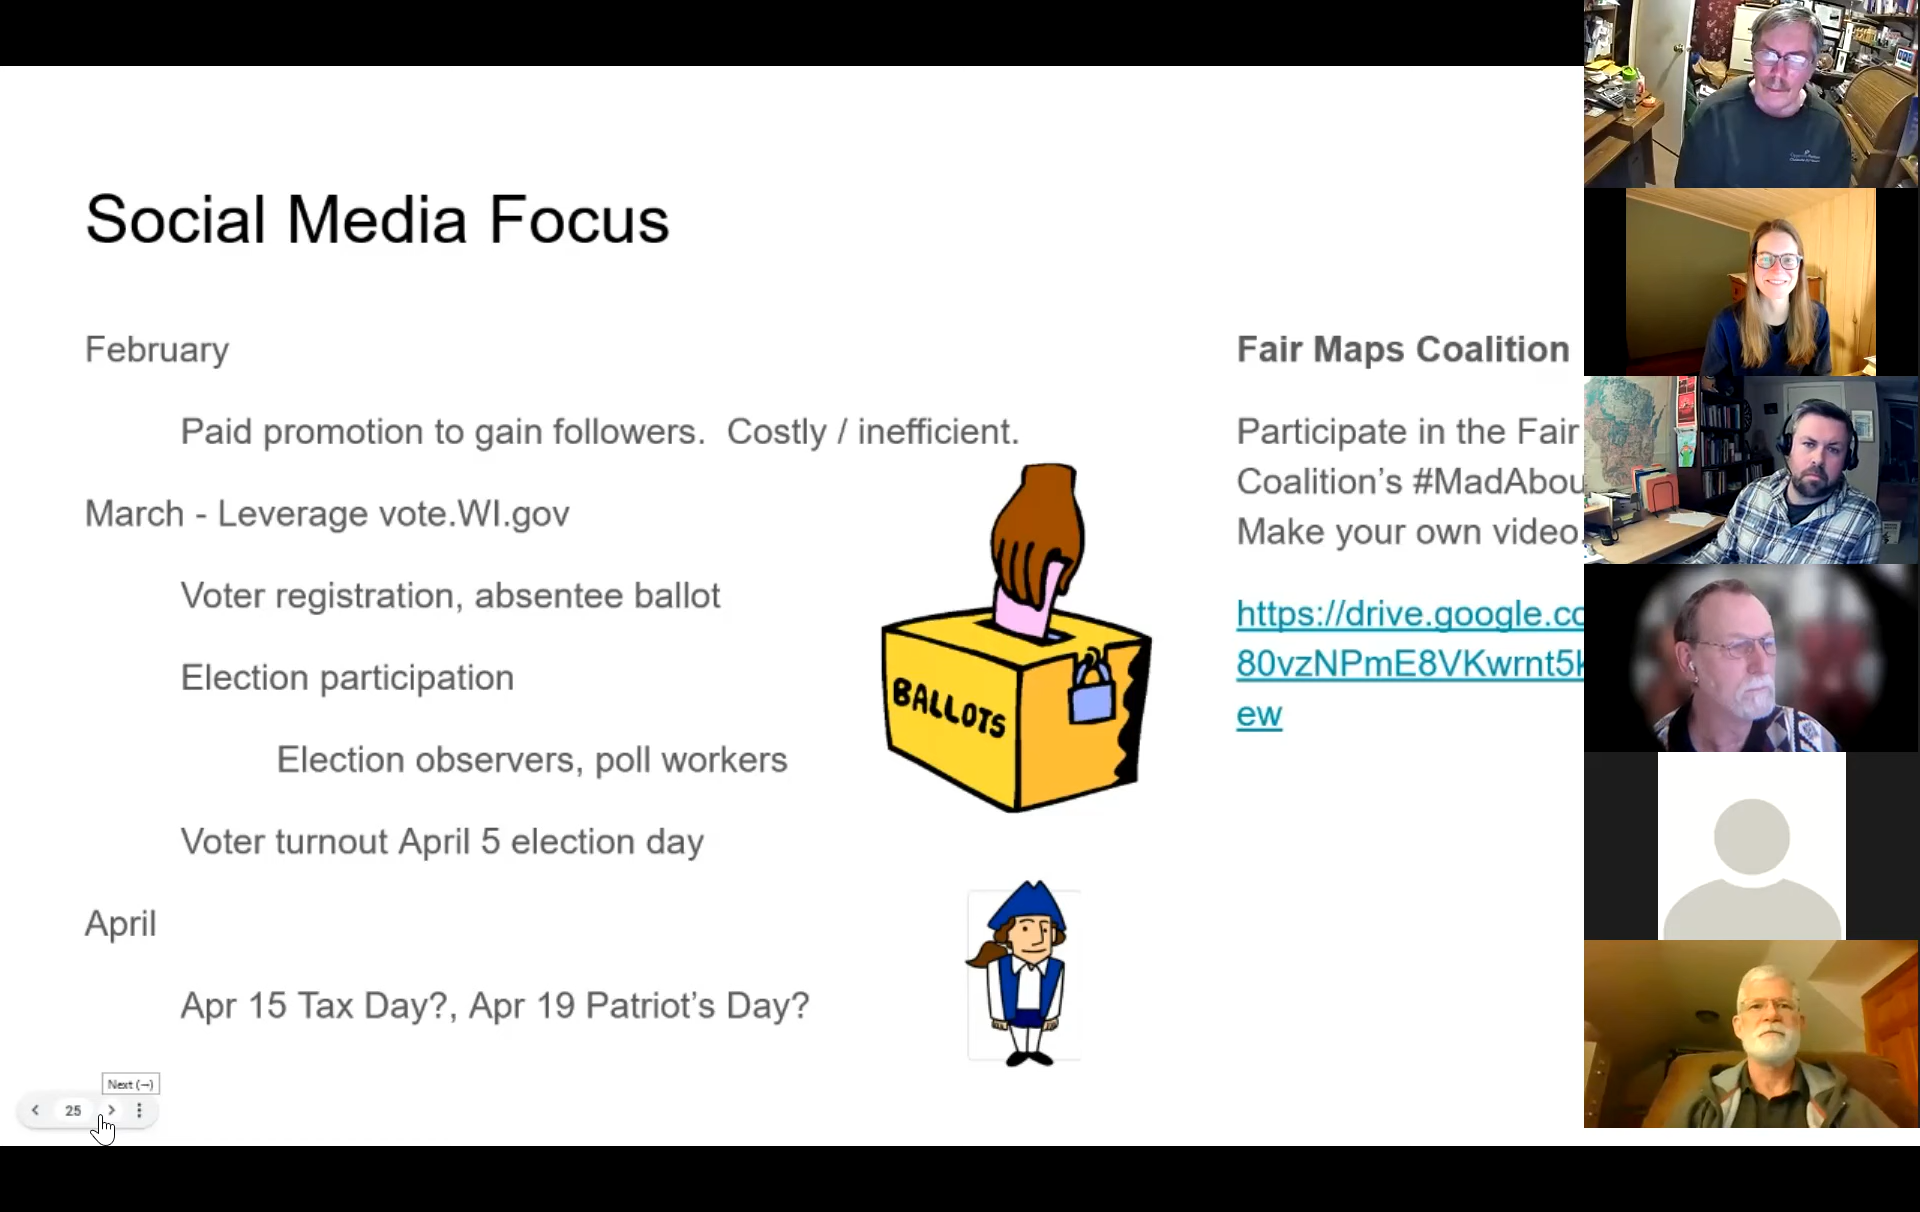 Social Media Focus
February
Paid promotion to gain followers.  Costly / inefficient.
March - Leverage vote.WI.gov
Voter registration, absentee ballot
Election participation
Election observers, poll workers
Voter turnout April 5 election day
April
Apr 15 Tax Day?, Apr 19 Patriot’s Day?
BALLOTS
Fair Maps Coalition
Participate in the Fair
Coalition’s #MadAbou
Make your own video.
https://drive.google.co
80vzNPmE8VKwrnt5k
ew
Next (→)
25